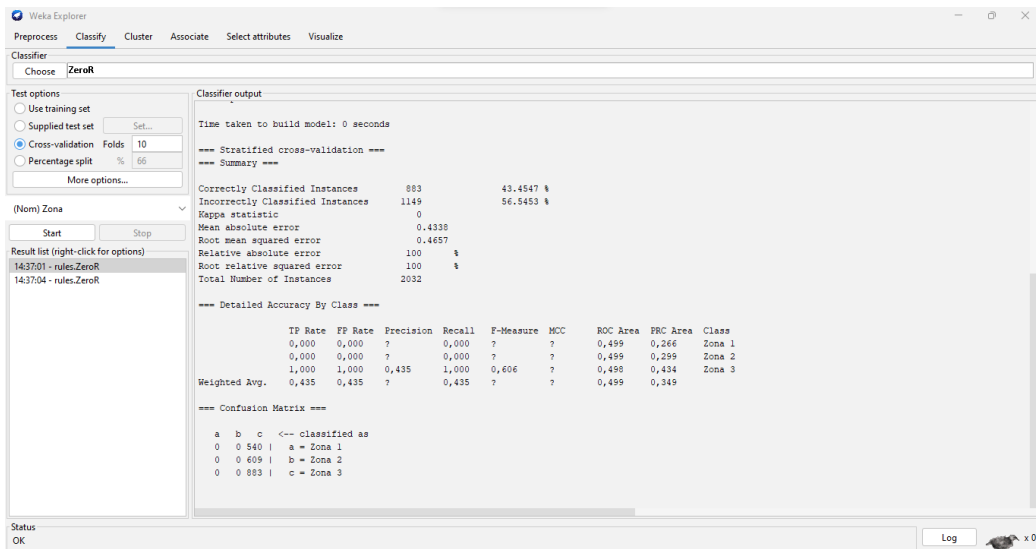 Weka Explorer
Preprocess Classify Cluster Associate Select attributes Visualize
Classifier
Choose ZeroR
Test options
Use training set
Supplied test set Set...
Cross-validation Folds 10
Percentage split % 66
More options...
(Nom) Zona
Start Stop
Result list (right-click for options)
14:37:01 - rules.ZeroR
14:37:04 - rules.ZeroR
Classifier output
Time taken to build model: 0 seconds
=== Stratified cross-validation ===
=== Summary ===
Correctly Classified Instances 883 43.4547 %
Incorrectly Classified Instances 1149 56.5453 %
Kappa statistic 0
Mean absolute error 0.4338
Root mean squared error 0.4657
Relative absolute error 100 %
Root relative squared error 100 %
Total Number of Instances 2032
=== Detailed Accuracy By Class ===
TP Rate FP Rate Precision Recall F-Measure MCC ROC Area PRC Area Class
0,000 0,000 ? 0,000 ? ? 0,499 0,266 Zona 1
0,000 0,000 ? 0,000 ? ? 0,499 0,299 Zona 2
1,000 1,000 0,435 1,000 0,606 ? 0,498 0,434 Zona 3
Weighted Avg. 0,435 0,435 ? 0,435 ? ? 0,499 0,349
=== Confusion Matrix ===
a b c <-- classified as
0 0 540 | a = Zona 1
0 0 609 | b = Zona 2
0 0 883 | c = Zona 3
Status
OK
Log x 0